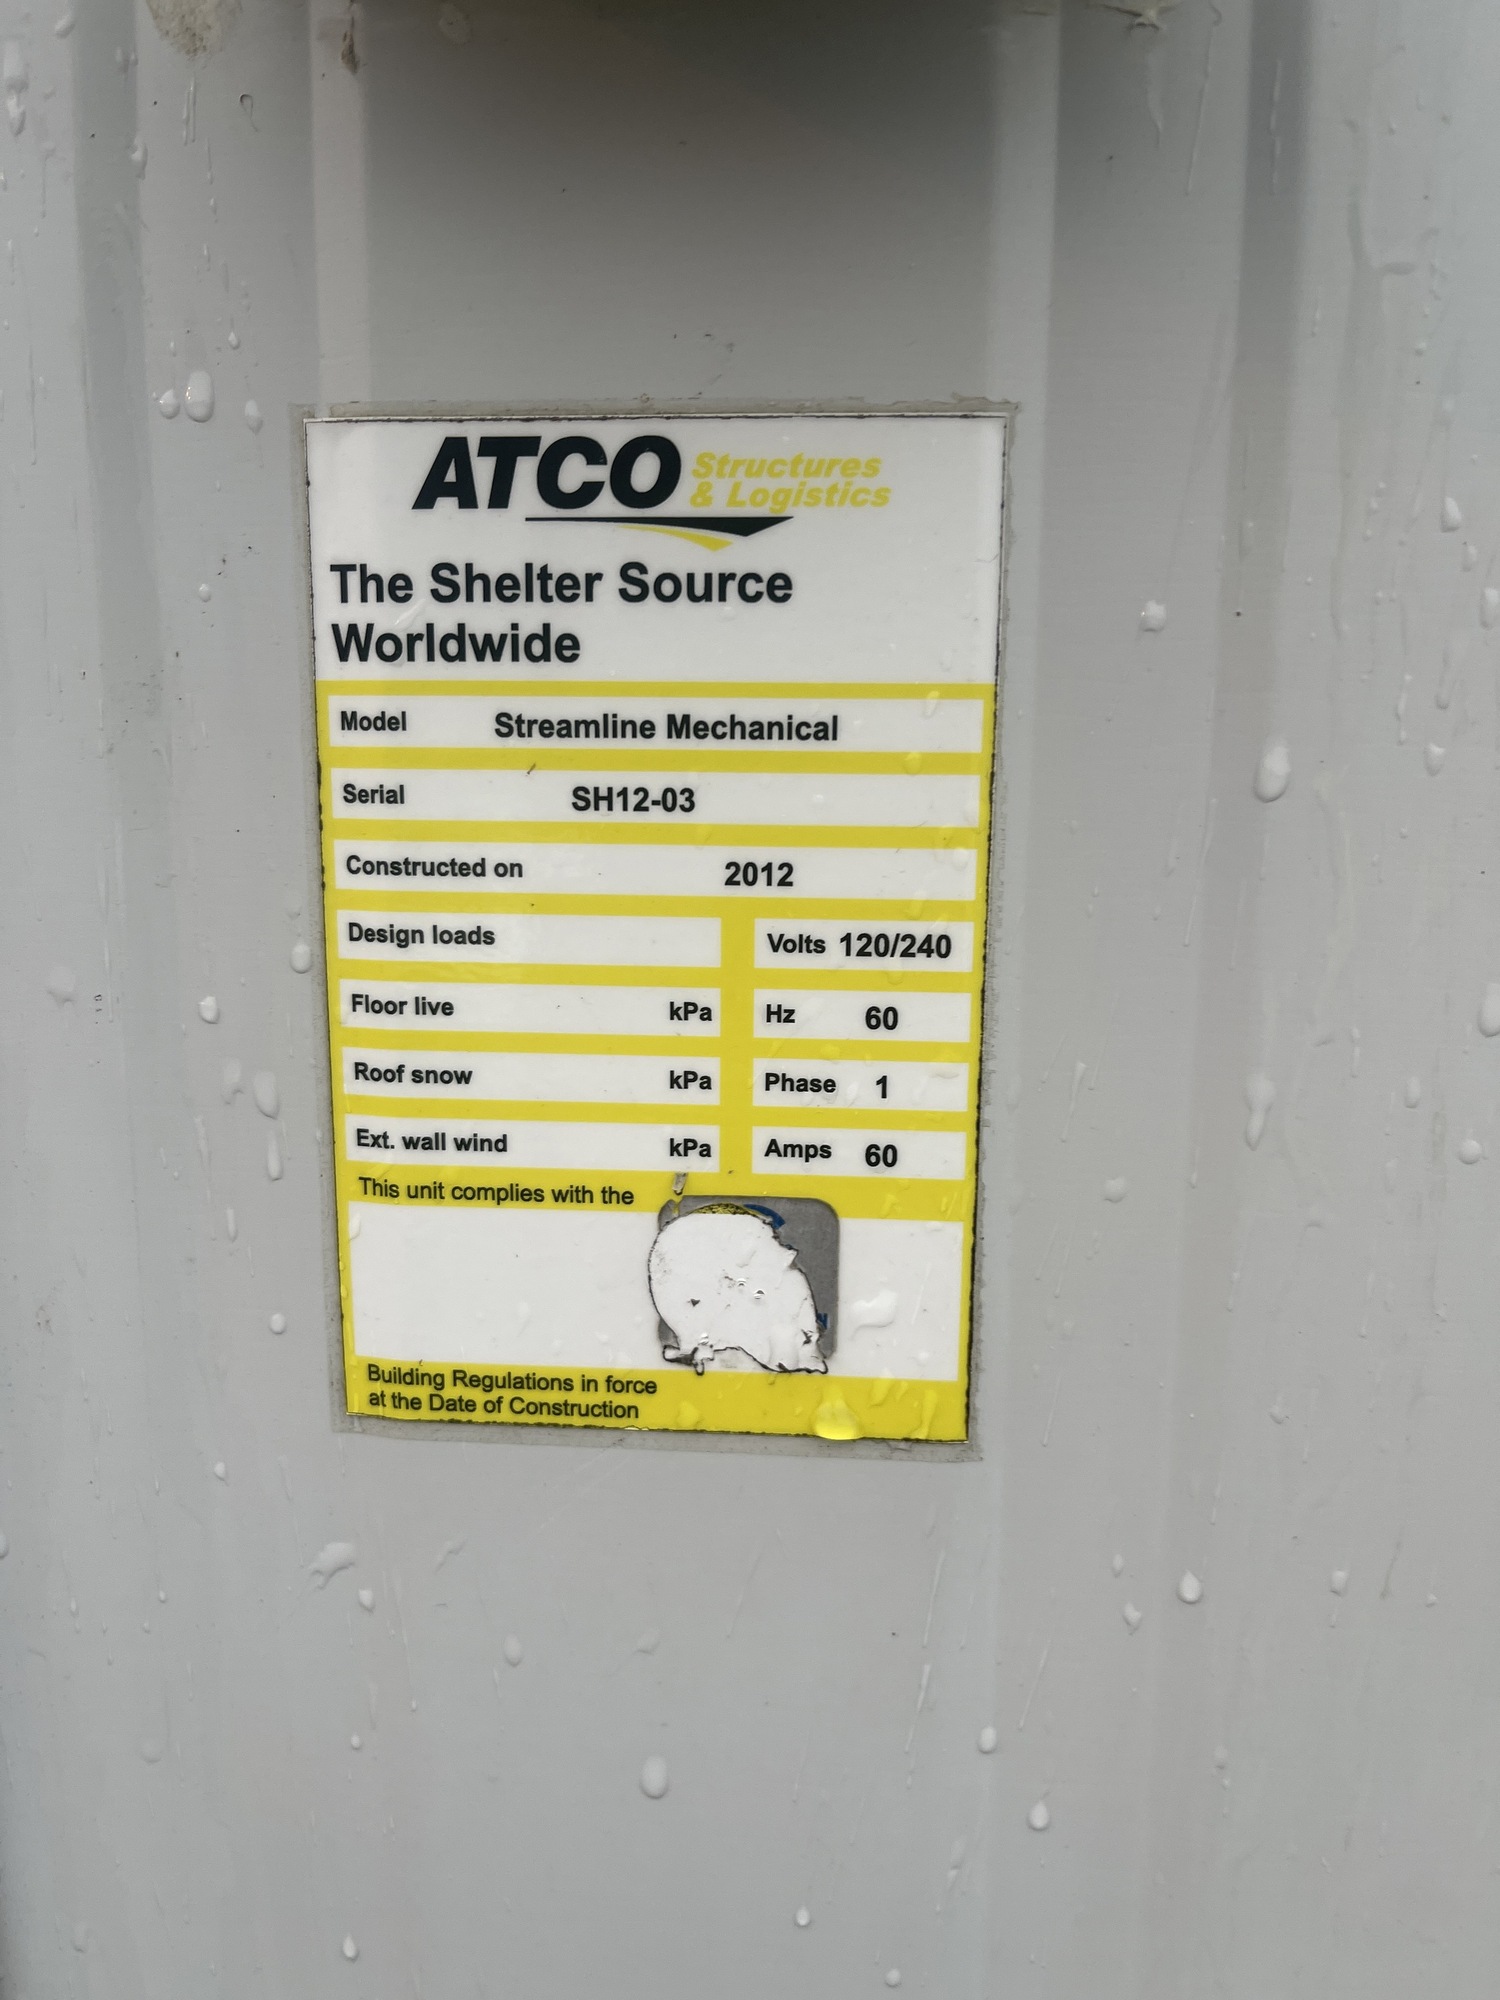 ATCO Structures
& Logistics
The Shelter Source
Worldwide
Model Streamline Mechanical
Serial SH12-03
Constructed on 2012
Design loads
Volts 120/240
Floor live kPa
Hz 60
Roof snow kPa
Phase 1
Ext. wall wind kPa
Amps 60
This unit complies with the
Building Regulations in force
at the Date of Construction